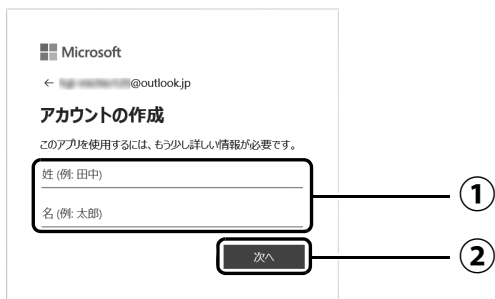 Microsoft
← @outlook.jp
アカウントの作成
このアプリを使用するには、もう少し詳しい情報が必要です。
姓 (例: 田中)
①
名 (例: 太郎)
次へ
②